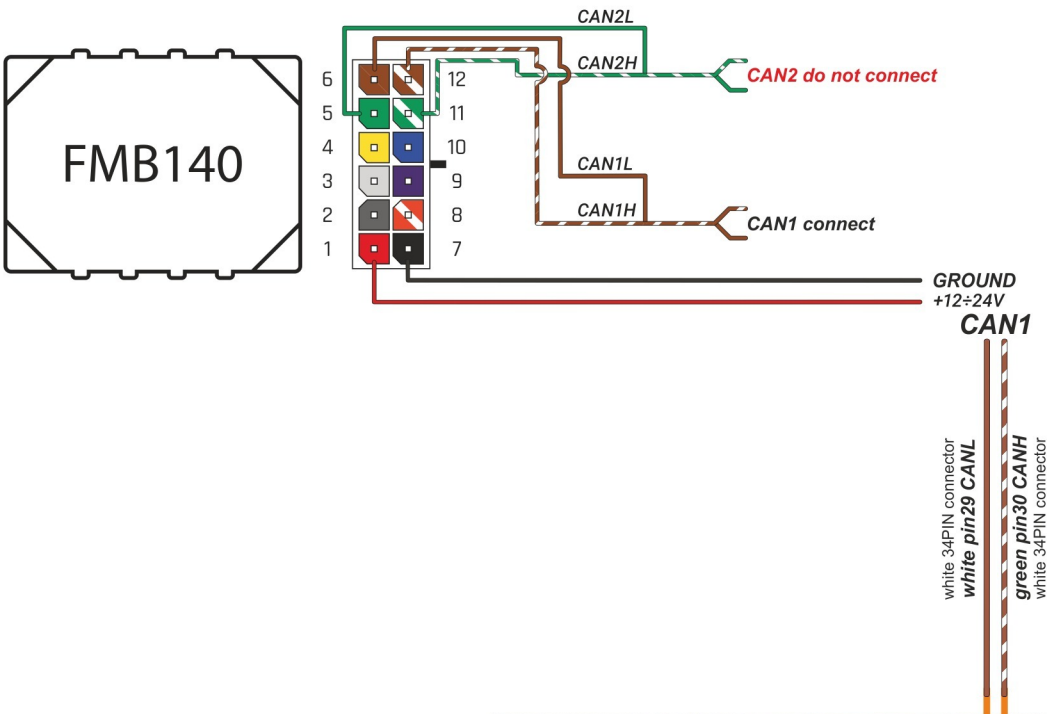 FMB140
CAN2L
CAN2H
CAN2 do not connect
6
12
5
11
4
10
3
9
2
8
1
7
CAN1L
CAN1H
CAN1 connect
GROUND
+12÷24V
CAN1
white 34PIN connector
white pin29 CANL
green pin30 CANH
white 34PIN connector